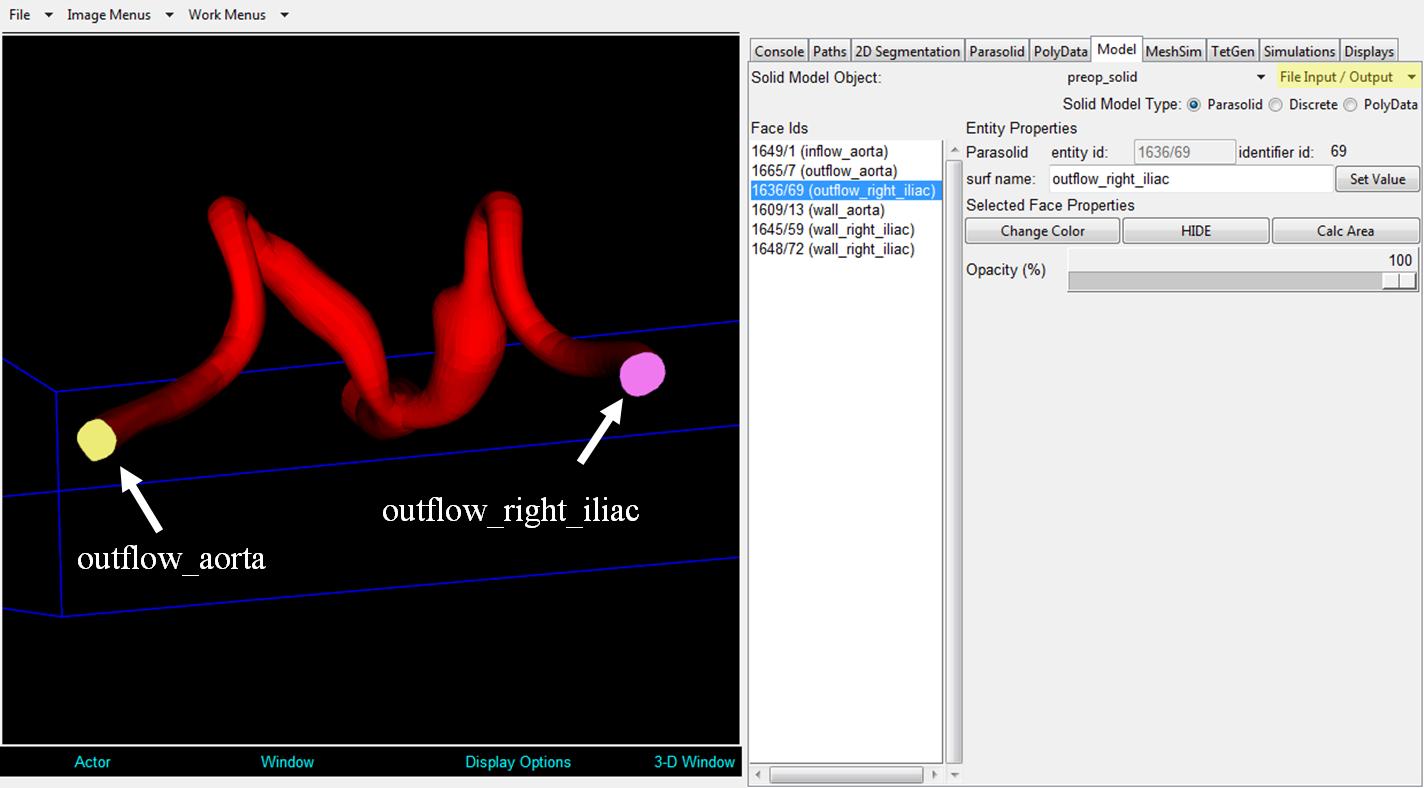 File Image Menus Work Menus
Console Paths 2D Segmentation Parasolid PolyData Model MeshSim TetGen Simulations Displays
Solid Model Object: preop_solid File Input / Output
Solid Model Type: Parasolid Discrete PolyData
Face Ids
1649/1 (inflow_aorta)
1665/7 (outflow_aorta)
1636/69 (outflow_right_iliac)
1609/13 (wall_aorta)
1645/59 (wall_right_iliac)
1648/72 (wall_right_iliac)
Entity Properties
Parasolid entity id: 1636/69 identifier id: 69
surf name: outflow_right_iliac Set Value
Selected Face Properties
Change Color HIDE Calc Area
Opacity (%) 100
outflow_right_iliac
outflow_aorta
Actor Window Display Options 3-D Window